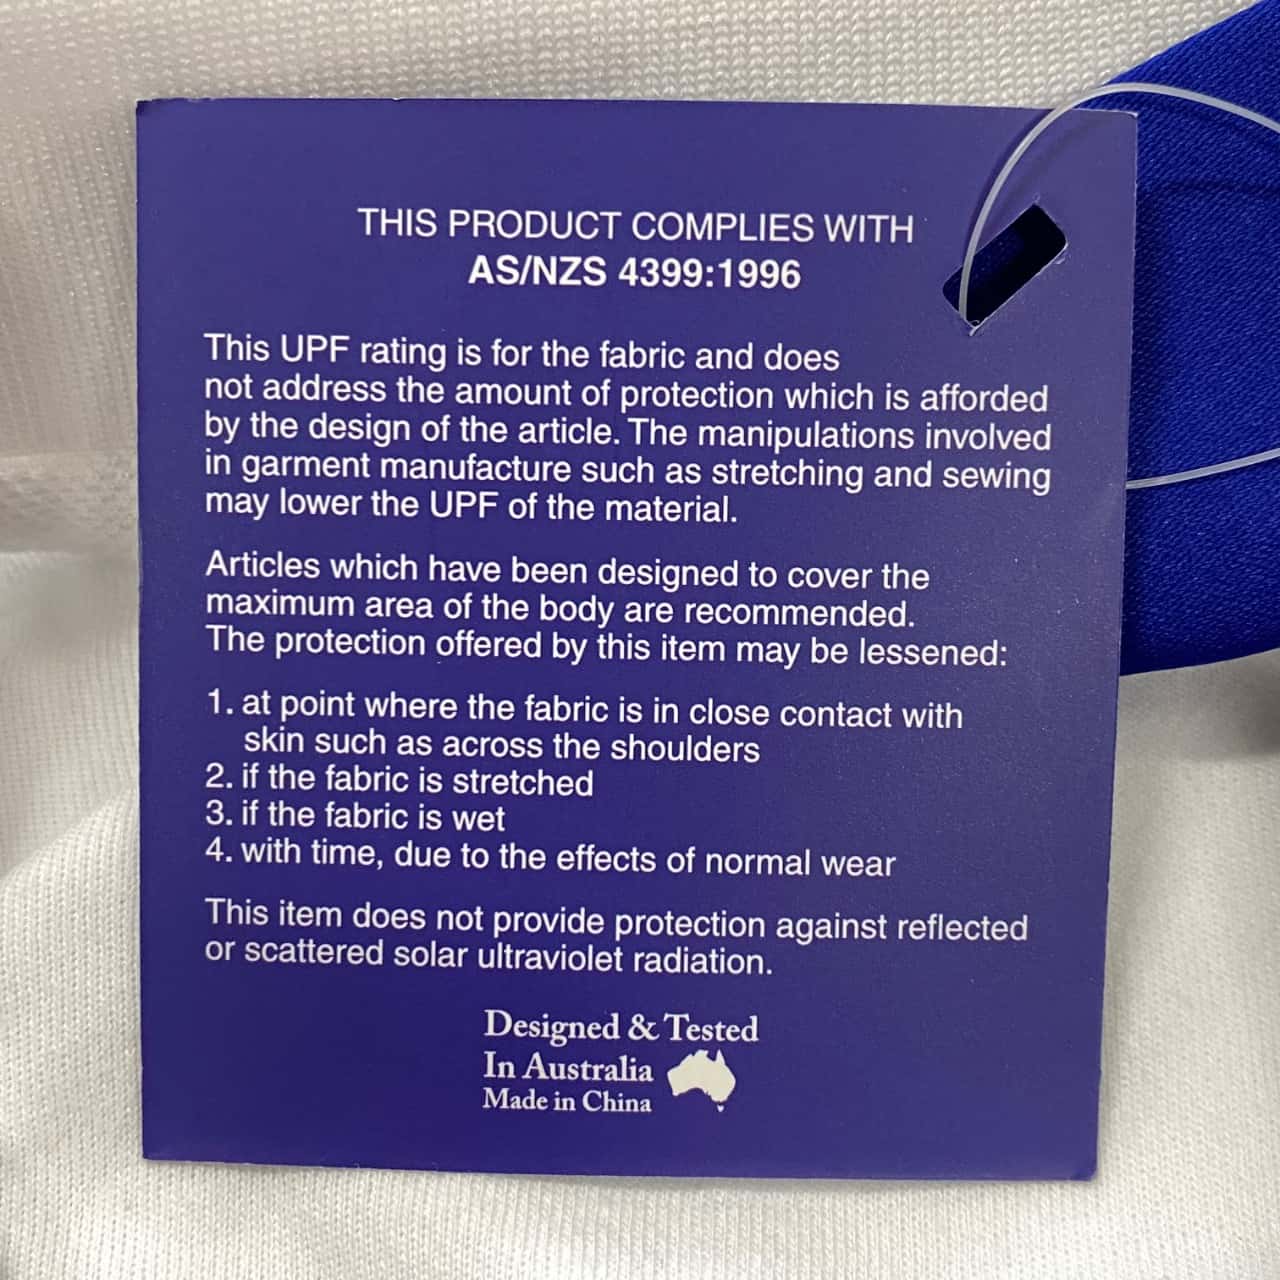 THIS PRODUCT COMPLIES WITH
AS/NZS 4399:1996
This UPF rating is for the fabric and does
not address the amount of protection which is afforded
by the design of the article. The manipulations involved
in garment manufacture such as stretching and sewing
may lower the UPF of the material.
Articles which have been designed to cover the
maximum area of the body are recommended.
The protection offered by this item may be lessened:
1. at point where the fabric is in close contact with
skin such as across the shoulders
2. if the fabric is stretched
3. if the fabric is wet
4. with time, due to the effects of normal wear
This item does not provide protection against reflected
or scattered solar ultraviolet radiation.
Designed & Tested
In Australia
Made in China